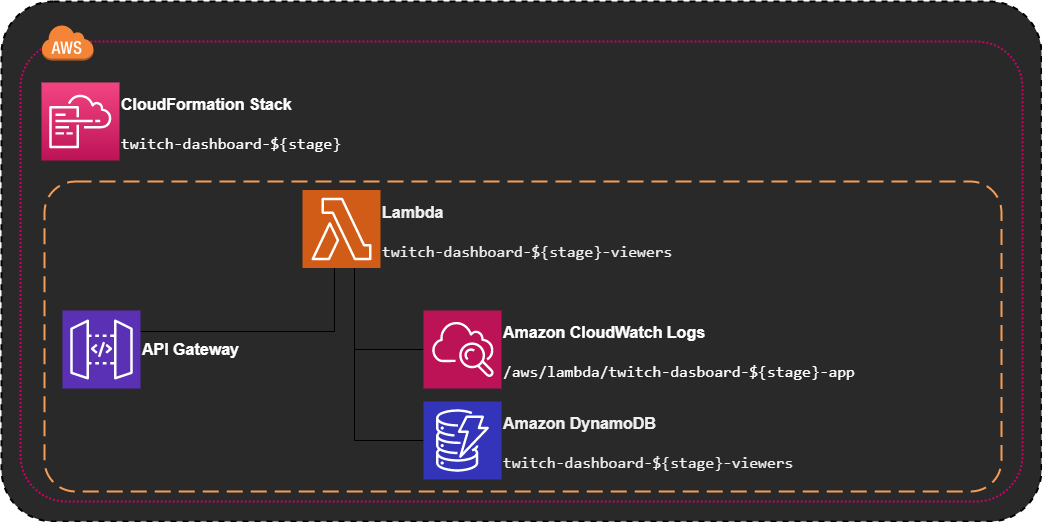 AWS
CloudFormation Stack
twitch-dashboard-${stage}
Lambda
twitch-dashboard-${stage}-viewers
</>
API Gateway
Amazon CloudWatch Logs
/aws/lambda/twitch-dasboard-${stage}-app
Amazon DynamoDB
twitch-dashboard-${stage}-viewers